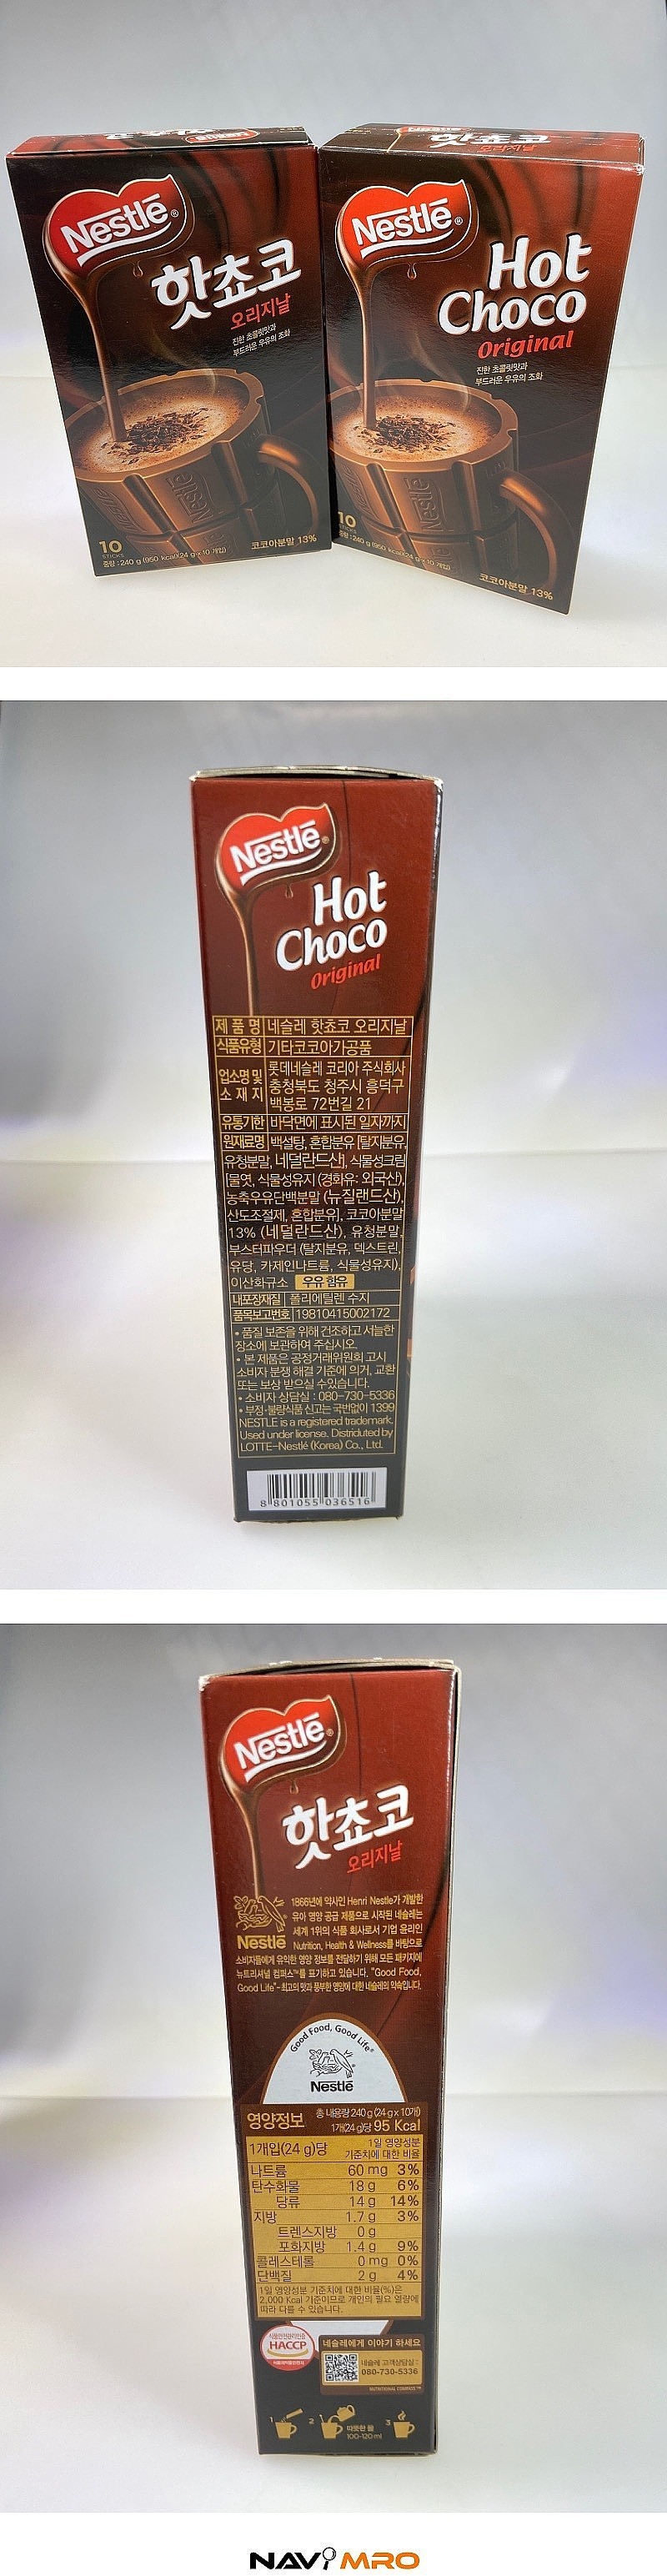 Nestlé
핫쵸코
오리지날
진한 초콜릿맛과
부드러운 우유의 조화
10
STICKS
중량 : 240 g (950 kcal)(24 g x 10 개입)
코코아분말 13%
Nestlé
핫쵸코
오리지날
Nestlé
Hot
Choco
Original
진한 초콜릿맛과
부드러운 우유의 조화
10
STICKS
중량 : 240 g (950 kcal)(24 g x 10 개입)
코코아분말 13%
Nestlé
Hot
Choco
Original
제 품 명 네슬레 핫쵸코 오리지날
식품유형 기타코코아가공품
업소명 및 소 재 지 롯데네슬레 코리아 주식회사
충청북도 청주시 흥덕구
백봉로 72번길 21
유통기한 바닥면에 표시된 일자까지
원재료명 백설탕, 혼합분유 [탈지분유,
유청분말, 네덜란드산], 식물성크림
[물엿, 식물성유지 (경화유: 외국산),
농축우유단백분말 (뉴질랜드산),
산도조절제, 혼합분유], 코코아분말
13% (네덜란드산), 유청분말,
부스터파우더 (탈지분유, 덱스트린,
유당, 카제인나트륨, 식물성유지),
이산화규소 우유 함유
내포장재질 폴리에틸렌 수지
품목보고번호 19810415002172
• 품질 보존을 위해 건조하고 서늘한
장소에 보관하여 주십시오.
• 본 제품은 공정거래위원회 고시
소비자 분쟁 해결 기준에 의거, 교환
또는 보상 받으실 수있습니다.
• 소비자 상담실 : 080-730-5336
• 부정·불량식품 신고는 국번없이 1399
NESTLE is a registered trademark.
Used under license. Distriduted by
LOTTE-Nestlé (Korea) Co., Ltd.
8 801055 036516
Nestlé
핫쵸코
오리지날
1866년에 약사인 Henri Nestle가 개발한
유아 영양 공급 제품으로 시작된 네슬레는
세계 1위의 식품 회사로서 기업 윤리인
Nestlé Nutrition, Health & Wellness를 바탕으로
소비자들에게 유익한 영양 정보를 전달하기 위해 모든 패키지에
뉴트리셔널 컴퍼스™를 표기하고 있습니다. "Good Food,
Good Life"- 최고의 맛과 풍부한 영양에 대한 네슬레의 약속입니다.
Good Food, Good Life
Nestlé
영양정보 총 내용량 240 g (24 g x 10개)
1개(24 g)당 95 Kcal
1개입(24 g)당 1일 영양성분
기준치에 대한 비율
나트륨 60 mg 3%
탄수화물 18 g 6%
당류 14 g 14%
지방 1.7 g 3%
트랜스지방 0 g
포화지방 1.4 g 9%
콜레스테롤 0 mg 0%
단백질 2 g 4%
1일 영양성분 기준치에 대한 비율(%)은
2,000 Kcal 기준이므로 개인의 필요 열량에
따라 다를 수 있습니다.
HACCP
네슬레에게 이야기 하세요
네슬레 고객상담실 :
080-730-5336
NUTRITIONAL COMPASS™
1 2 따뜻한 물 3
100-120 ml
NAVIMRO